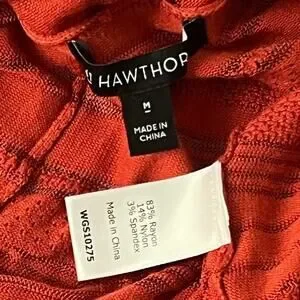 HAWTHOR
M
MADE IN
CHINA
83% Rayon
14% Nylon
3% Spandex
Made in China
WGS10275